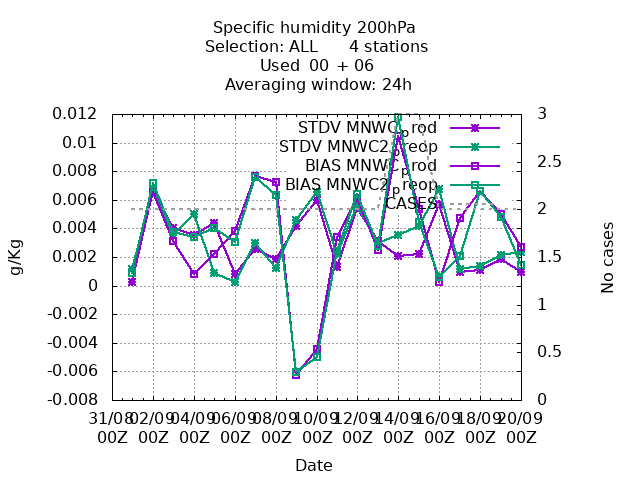 Specific humidity 200hPa
Selection: ALL 4 stations
Used 00 + 06
Averaging window: 24h
0.012 3
0.01
0.008 2.5
0.006
0.004 2
0.002 1.5
0
-0.002 1
-0.004
-0.006 0.5
-0.008 0
STDV MNWC_prod
STDV MNWC2_preop
BIAS MNWC_prod
BIAS MNWC2_preop
CASES
g/Kg
No cases
31/08 02/09 04/09 06/09 08/09 10/09 12/09 14/09 16/09 18/09 20/09
00Z 00Z 00Z 00Z 00Z 00Z 00Z 00Z 00Z 00Z 00Z
Date